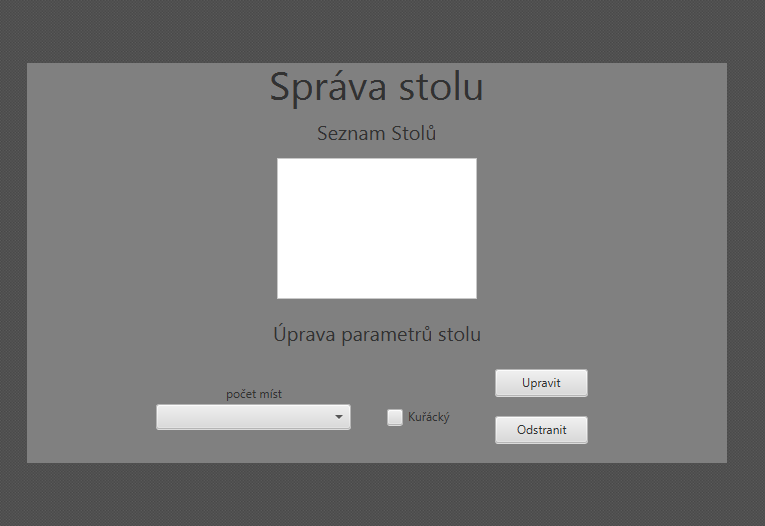 Správa stolu
Seznam Stolů
Úprava parametrů stolu
počet míst
Kuřácký
Upravit
Odstranit